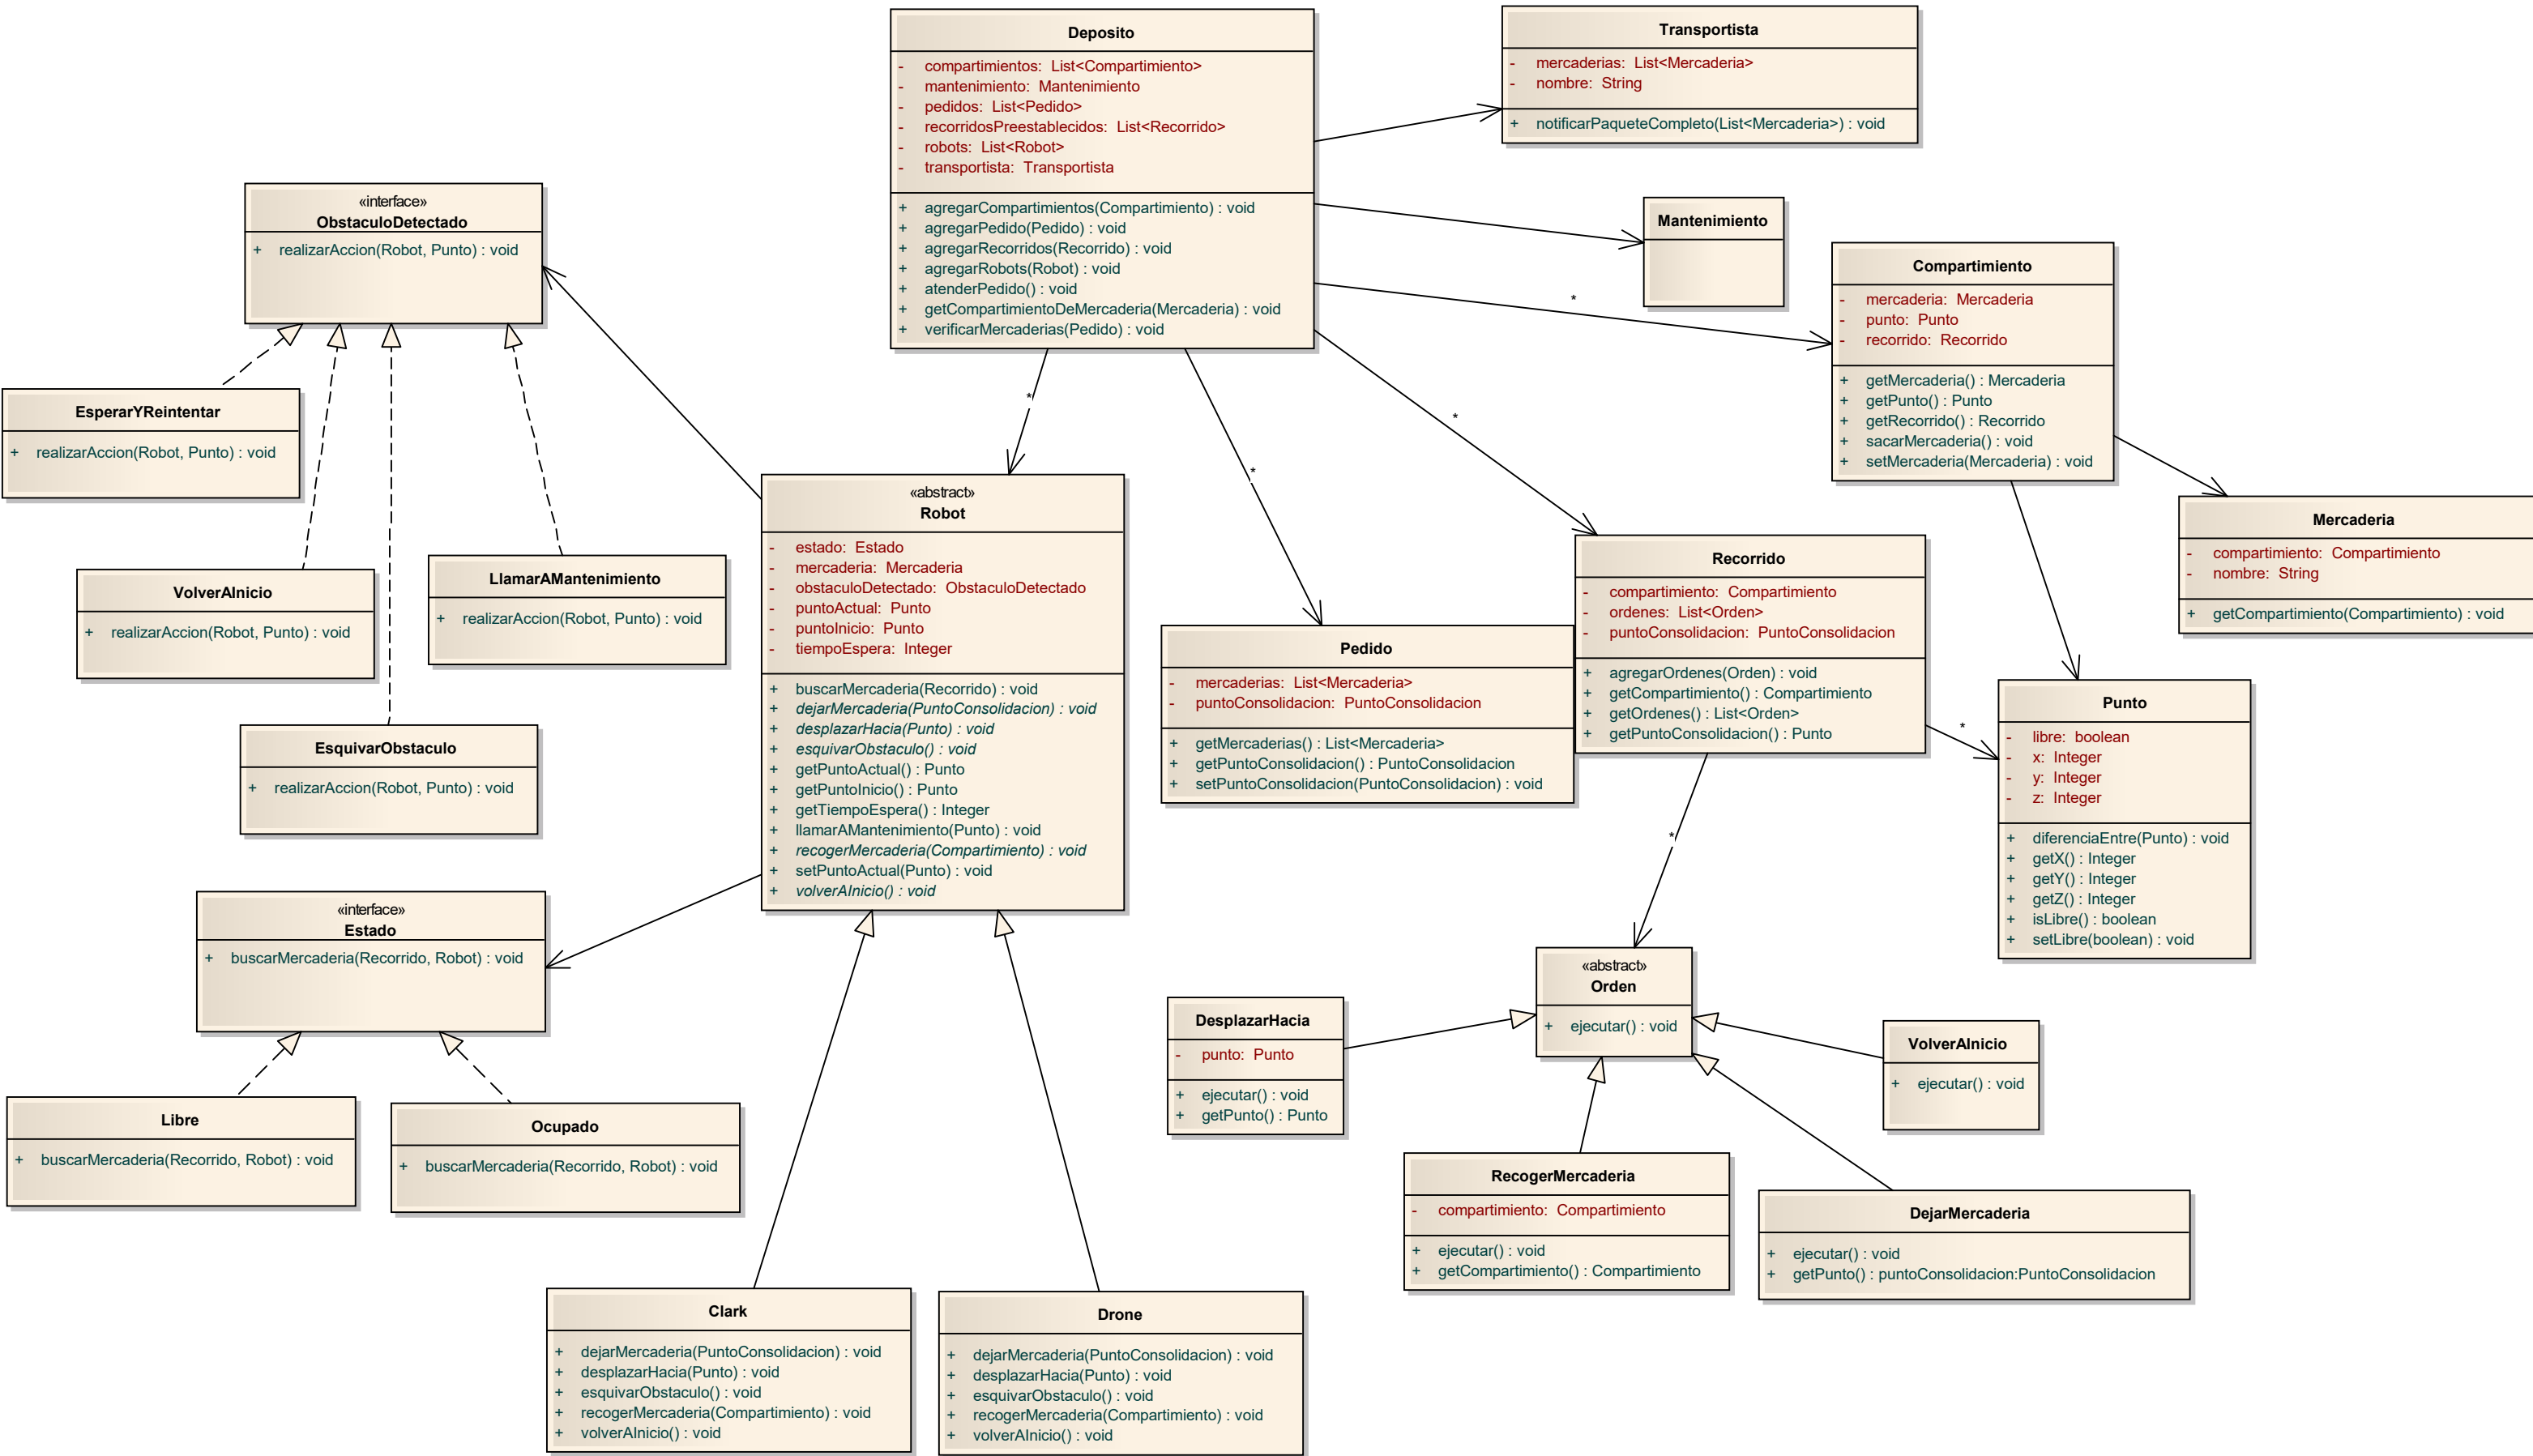 Deposito
- compartimientos: List<Compartimiento>
- mantenimiento: Mantenimiento
- pedidos: List<Pedido>
- recorridosPreestablecidos: List<Recorrido>
- robots: List<Robot>
- transportista: Transportista
+ agregarCompartimientos(Compartimiento) : void
+ agregarPedido(Pedido) : void
+ agregarRecorridos(Recorrido) : void
+ agregarRobots(Robot) : void
+ atenderPedido() : void
+ getCompartimientoDeMercaderia(Mercaderia) : void
+ verificarMercaderias(Pedido) : void
Transportista
- mercaderias: List<Mercaderia>
- nombre: String
+ notificarPaqueteCompleto(List<Mercaderia>) : void
«interface»
ObstaculoDetectado
+ realizarAccion(Robot, Punto) : void
Mantenimiento
Compartimiento
- mercaderia: Mercaderia
- punto: Punto
- recorrido: Recorrido
+ getMercaderia() : Mercaderia
+ getPunto() : Punto
+ getRecorrido() : Recorrido
+ sacarMercaderia() : void
+ setMercaderia(Mercaderia) : void
*
*
*
*
EsperarYReintentar
+ realizarAccion(Robot, Punto) : void
VolverAInicio
+ realizarAccion(Robot, Punto) : void
LlamarAMantenimiento
+ realizarAccion(Robot, Punto) : void
EsquivarObstaculo
+ realizarAccion(Robot, Punto) : void
«abstract»
Robot
- estado: Estado
- mercaderia: Mercaderia
- obstaculoDetectado: ObstaculoDetectado
- puntoActual: Punto
- puntoInicio: Punto
- tiempoEspera: Integer
+ buscarMercaderia(Recorrido) : void
+ dejarMercaderia(PuntoConsolidacion) : void
+ desplazarHacia(Punto) : void
+ esquivarObstaculo() : void
+ getPuntoActual() : Punto
+ getPuntoInicio() : Punto
+ getTiempoEspera() : Integer
+ llamarAMantenimiento(Punto) : void
+ recogerMercaderia(Compartimiento) : void
+ setPuntoActual(Punto) : void
+ volverAInicio() : void
Mercaderia
- compartimiento: Compartimiento
- nombre: String
+ getCompartimiento(Compartimiento) : void
Recorrido
- compartimiento: Compartimiento
- ordenes: List<Orden>
- puntoConsolidacion: PuntoConsolidacion
+ agregarOrdenes(Orden) : void
+ getCompartimiento() : Compartimiento
+ getOrdenes() : List<Orden>
+ getPuntoConsolidacion() : Punto
Pedido
- mercaderias: List<Mercaderia>
- puntoConsolidacion: PuntoConsolidacion
+ getMercaderias() : List<Mercaderia>
+ getPuntoConsolidacion() : PuntoConsolidacion
+ setPuntoConsolidacion(PuntoConsolidacion) : void
*
*
Punto
- libre: boolean
- x: Integer
- y: Integer
- z: Integer
+ diferenciaEntre(Punto) : void
+ getX() : Integer
+ getY() : Integer
+ getZ() : Integer
+ isLibre() : boolean
+ setLibre(boolean) : void
«interface»
Estado
+ buscarMercaderia(Recorrido, Robot) : void
Libre
+ buscarMercaderia(Recorrido, Robot) : void
Ocupado
+ buscarMercaderia(Recorrido, Robot) : void
«abstract»
Orden
+ ejecutar() : void
DesplazarHacia
- punto: Punto
+ ejecutar() : void
+ getPunto() : Punto
VolverAInicio
+ ejecutar() : void
RecogerMercaderia
- compartimiento: Compartimiento
+ ejecutar() : void
+ getCompartimiento() : Compartimiento
DejarMercaderia
+ ejecutar() : void
+ getPunto() : puntoConsolidacion:PuntoConsolidacion
Clark
+ dejarMercaderia(PuntoConsolidacion) : void
+ desplazarHacia(Punto) : void
+ esquivarObstaculo() : void
+ recogerMercaderia(Compartimiento) : void
+ volverAInicio() : void
Drone
+ dejarMercaderia(PuntoConsolidacion) : void
+ desplazarHacia(Punto) : void
+ esquivarObstaculo() : void
+ recogerMercaderia(Compartimiento) : void
+ volverAInicio() : void